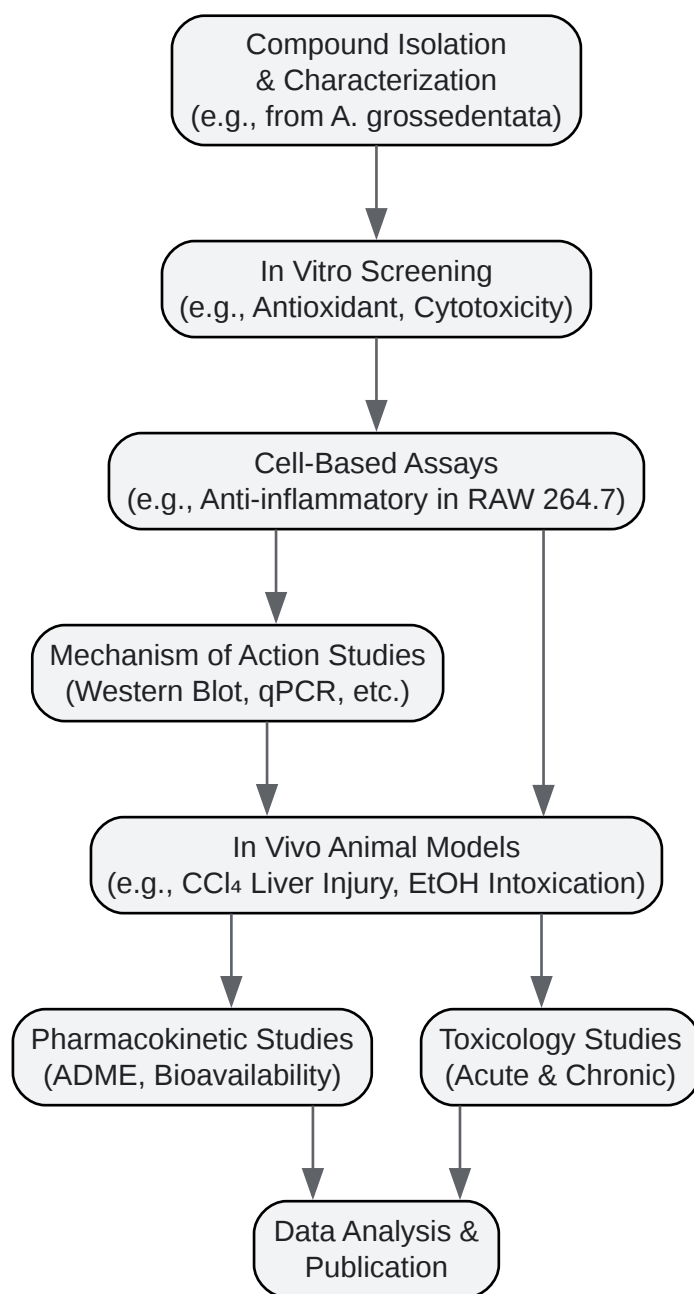 Compound Isolation
& Characterization
(e.g., from A. grossedentata)
In Vitro Screening
(e.g., Antioxidant, Cytotoxicity)
Cell-Based Assays
(e.g., Anti-inflammatory in RAW 264.7)
Mechanism of Action Studies
(Western Blot, qPCR, etc.)
In Vivo Animal Models
(e.g., CCl₄ Liver Injury, EtOH Intoxication)
Pharmacokinetic Studies
(ADME, Bioavailability)
Toxicology Studies
(Acute & Chronic)
Data Analysis &
Publication